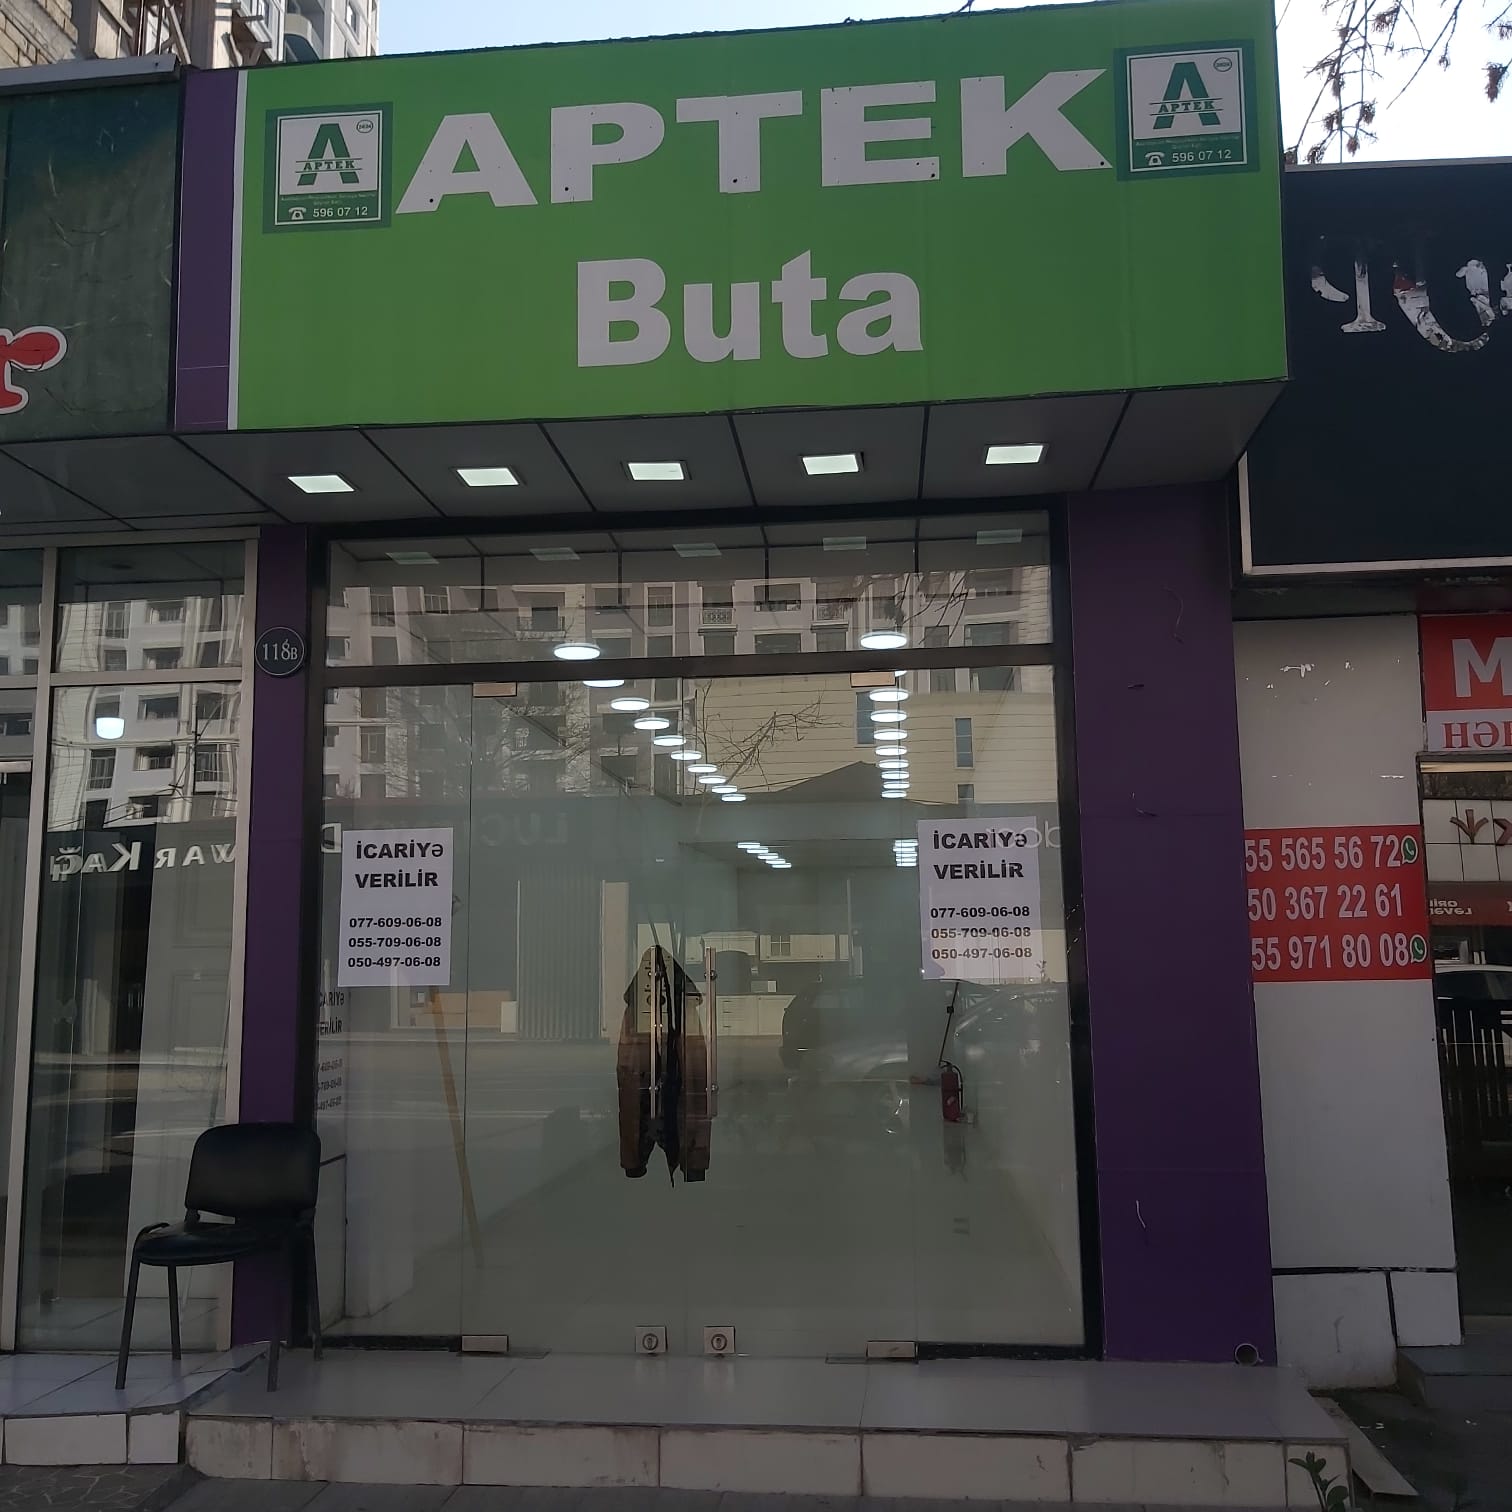 APTEK
Buta
A
APTEK
596 07 12
A
APTEK
596 07 12
118B
İCARİYƏ
VERİLİR
077-609-06-08
055-709-06-08
050-497-06-08
İCARİYƏ
VERİLİR
077-609-06-08
055-709-06-08
050-497-06-08
55 565 56 72
50 367 22 61
55 971 80 08